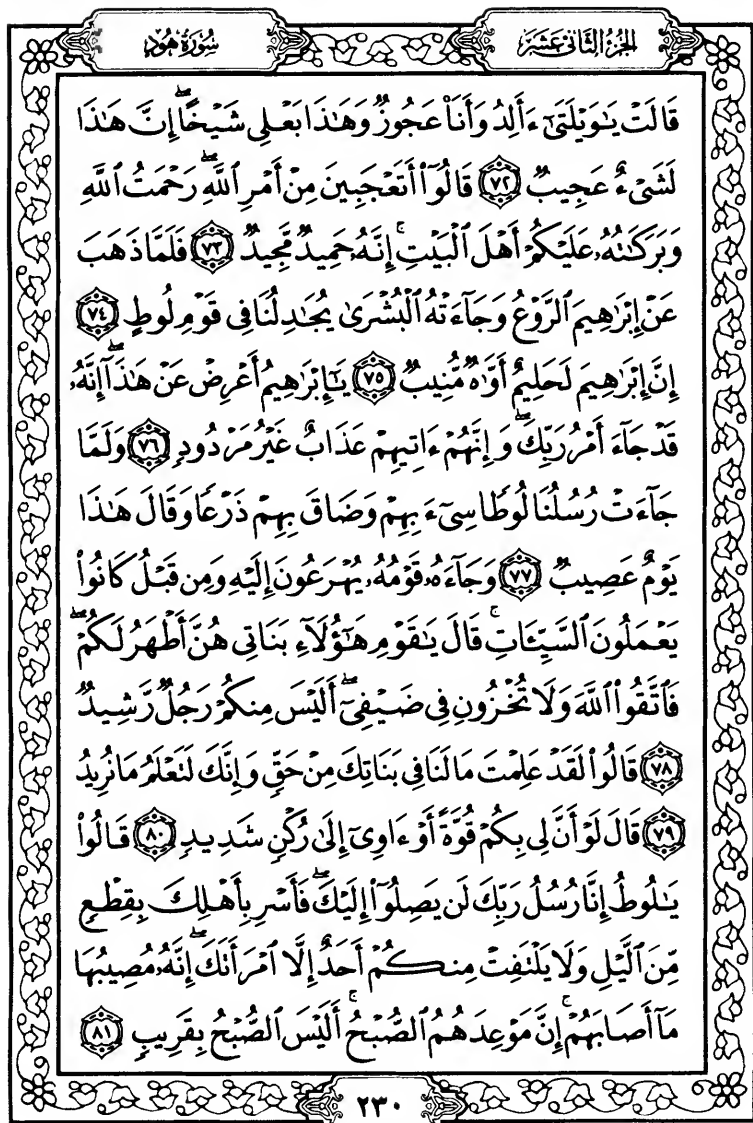 الجزء الثاني عشر
سورة هود
قَالَتْ يَٰوَيْلَتَىٰٓ ءَأَلِدُ وَأَنَا۠ عَجُوزٌ وَهَٰذَا بَعْلِى شَيْخًا ۖ إِنَّ هَٰذَا
لَشَىْءٌ عَجِيبٌ ٧٢ قَالُوٓا۟ أَتَعْجَبِينَ مِنْ أَمْرِ ٱللَّهِ ۖ رَحْمَتُ ٱللَّهِ
وَبَرَكَٰتُهُۥ عَلَيْكُمْ أَهْلَ ٱلْبَيْتِ ۚ إِنَّهُۥ حَمِيدٌ مَّجِيدٌ ٧٣ فَلَمَّا ذَهَبَ
عَنْ إِبْرَٰهِيمَ ٱلرَّوْعُ وَجَآءَتْهُ ٱلْبُشْرَىٰ يُجَٰدِلُنَا فِى قَوْمِ لُوطٍ ٧٤
إِنَّ إِبْرَٰهِيمَ لَحَلِيمٌ أَوَّٰهٌ مُّنِيبٌ ٧٥ يَٰٓإِبْرَٰهِيمُ أَعْرِضْ عَنْ هَٰذَآ ۖ إِنَّهُۥ
قَدْ جَآءَ أَمْرُ رَبِّكَ ۖ وَإِنَّهُمْ ءَاتِيهِمْ عَذَابٌ غَيْرُ مَرْدُودٍ ٧٦ وَلَمَّا
جَآءَتْ رُسُلُنَا لُوطًا سِىٓءَ بِهِمْ وَضَاقَ بِهِمْ ذَرْعًا وَقَالَ هَٰذَا
يَوْمٌ عَصِيبٌ ٧٧ وَجَآءَهُۥ قَوْمُهُۥ يُهْرَعُونَ إِلَيْهِ وَمِن قَبْلُ كَانُوا۟
يَعْمَلُونَ ٱلسَّيِّـَٔاتِ ۚ قَالَ يَٰقَوْمِ هَٰٓؤُلَآءِ بَنَاتِى هُنَّ أَطْهَرُ لَكُمْ ۖ
فَٱتَّقُوا۟ ٱللَّهَ وَلَا تُخْزُونِ فِى ضَيْفِىٓ ۖ أَلَيْسَ مِنكُمْ رَجُلٌ رَّشِيدٌ
٧٨ قَالُوا۟ لَقَدْ عَلِمْتَ مَا لَنَا فِى بَنَاتِكَ مِنْ حَقٍّ وَإِنَّكَ لَتَعْلَمُ مَا نُرِيدُ
٧٩ قَالَ لَوْ أَنَّ لِى بِكُمْ قُوَّةً أَوْ ءَاوِىٓ إِلَىٰ رُكْنٍ شَدِيدٍ ٨٠ قَالُوا۟
يَٰلُوطُ إِنَّا رُسُلُ رَبِّكَ لَن يَصِلُوٓا۟ إِلَيْكَ ۖ فَأَسْرِ بِأَهْلِكَ بِقِطْعٍ
مِّنَ ٱلَّيْلِ وَلَا يَلْتَفِتْ مِنكُمْ أَحَدٌ إِلَّا ٱمْرَأَتَكَ ۖ إِنَّهُۥ مُصِيبُهَا
مَآ أَصَابَهُمْ ۚ إِنَّ مَوْعِدَهُمُ ٱلصُّبْحُ ۚ أَلَيْسَ ٱلصُّبْحُ بِقَرِيبٍ ٨١
٢٣٠